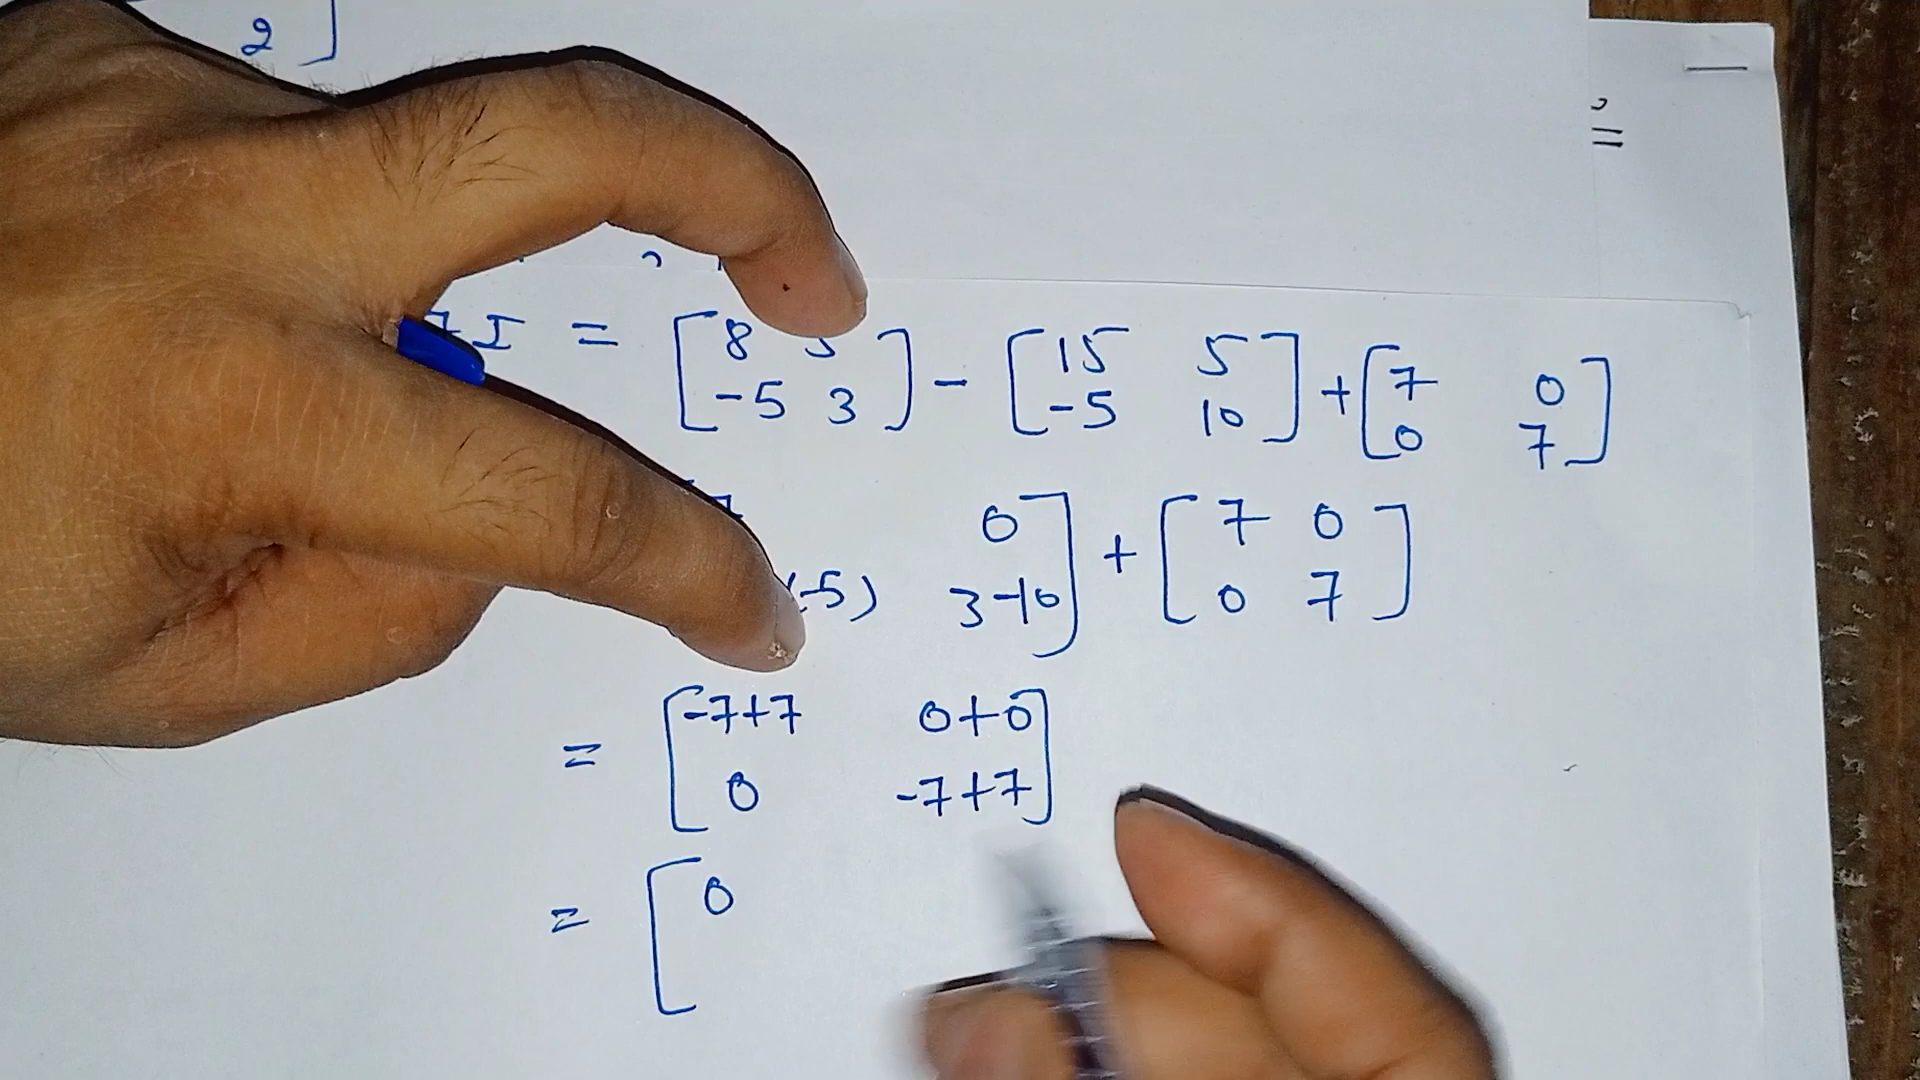 2 ]
7 I = [ 8 5 ] - [ 15 5 ] + [ 7 0 ]
[ -5 3 ] [ -5 10 ] [ 0 7 ]
0 ] + [ 7 0 ]
(-5) 3-10 ] [ 0 7 ]
= [ -7+7 0+0 ]
[ 0 -7+7 ]
= [ 0